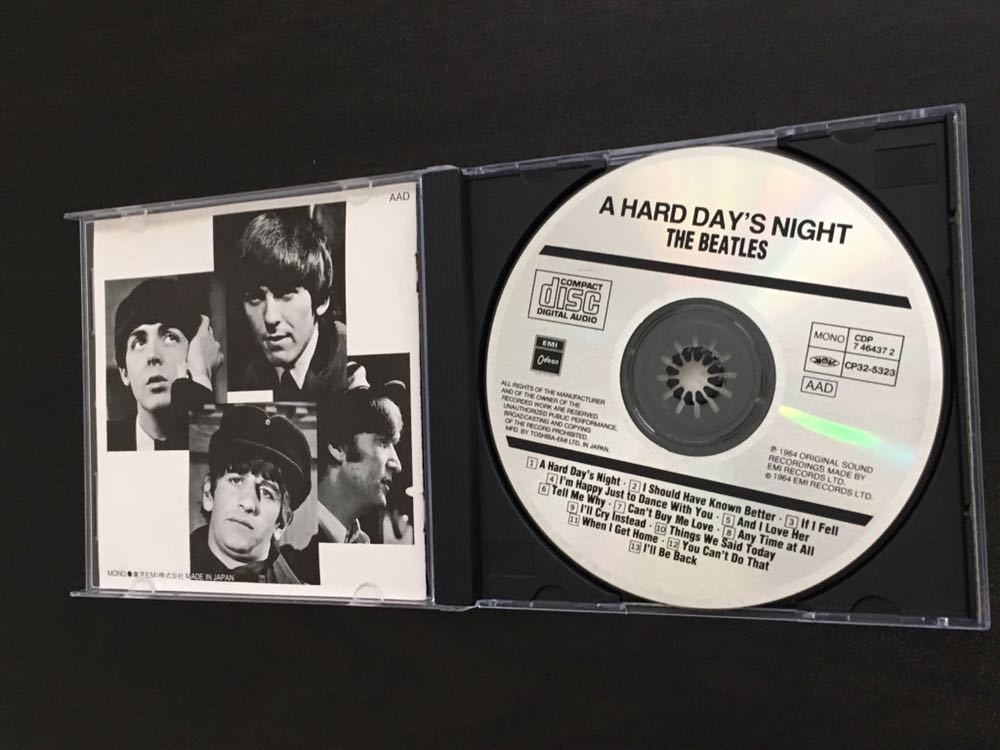 AAD
MONO●東芝EMI株式会社 MADE IN JAPAN
A HARD DAY'S NIGHT
THE BEATLES
COMPACT
disc
DIGITAL AUDIO
EMI
Odeon
MONO
CDP
7 46437 2
CP32-5323
AAD
ALL RIGHTS OF THE MANUFACTURER
AND OF THE OWNER OF THE
RECORDED WORK ARE RESERVED.
UNAUTHORIZED PUBLIC PERFORMANCE,
BROADCASTING AND COPYING
OF THE RECORD PROHIBITED.
MFD. BY TOSHIBA-EMI LTD. IN JAPAN.
℗ 1964 ORIGINAL SOUND
RECORDINGS MADE BY
EMI RECORDS LTD.
© 1964 EMI RECORDS LTD.
1 A Hard Day's Night · 2 I Should Have Known Better · 3 If I Fell
4 I'm Happy Just to Dance With You · 5 And I Love Her
6 Tell Me Why · 7 Can't Buy Me Love · 8 Any Time at All
9 I'll Cry Instead · 10 Things We Said Today
11 When I Get Home · 12 You Can't Do That
13 I'll Be Back